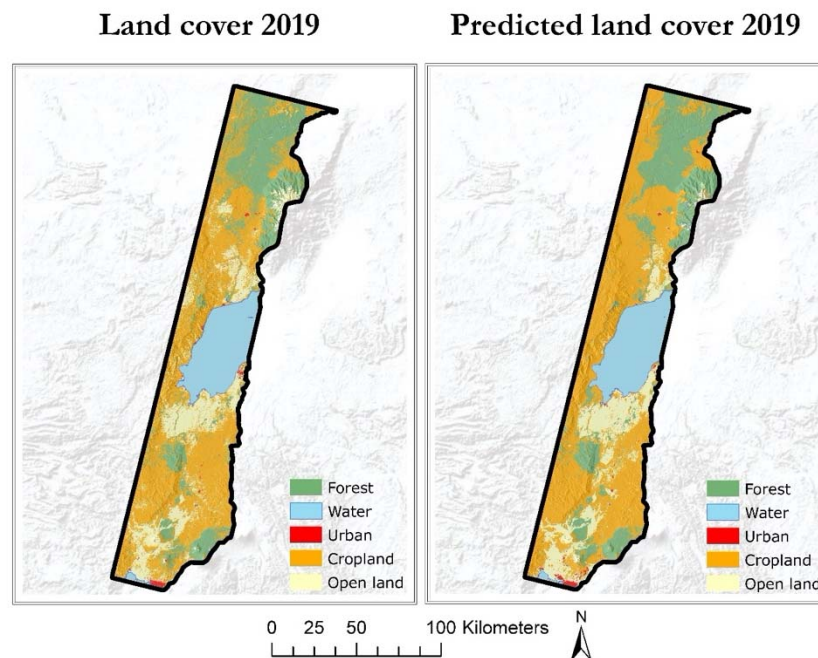 Land cover 2019
Predicted land cover 2019
Forest
Water
Urban
Cropland
Open land
Forest
Water
Urban
Cropland
Open land
0 25 50 100 Kilometers
N